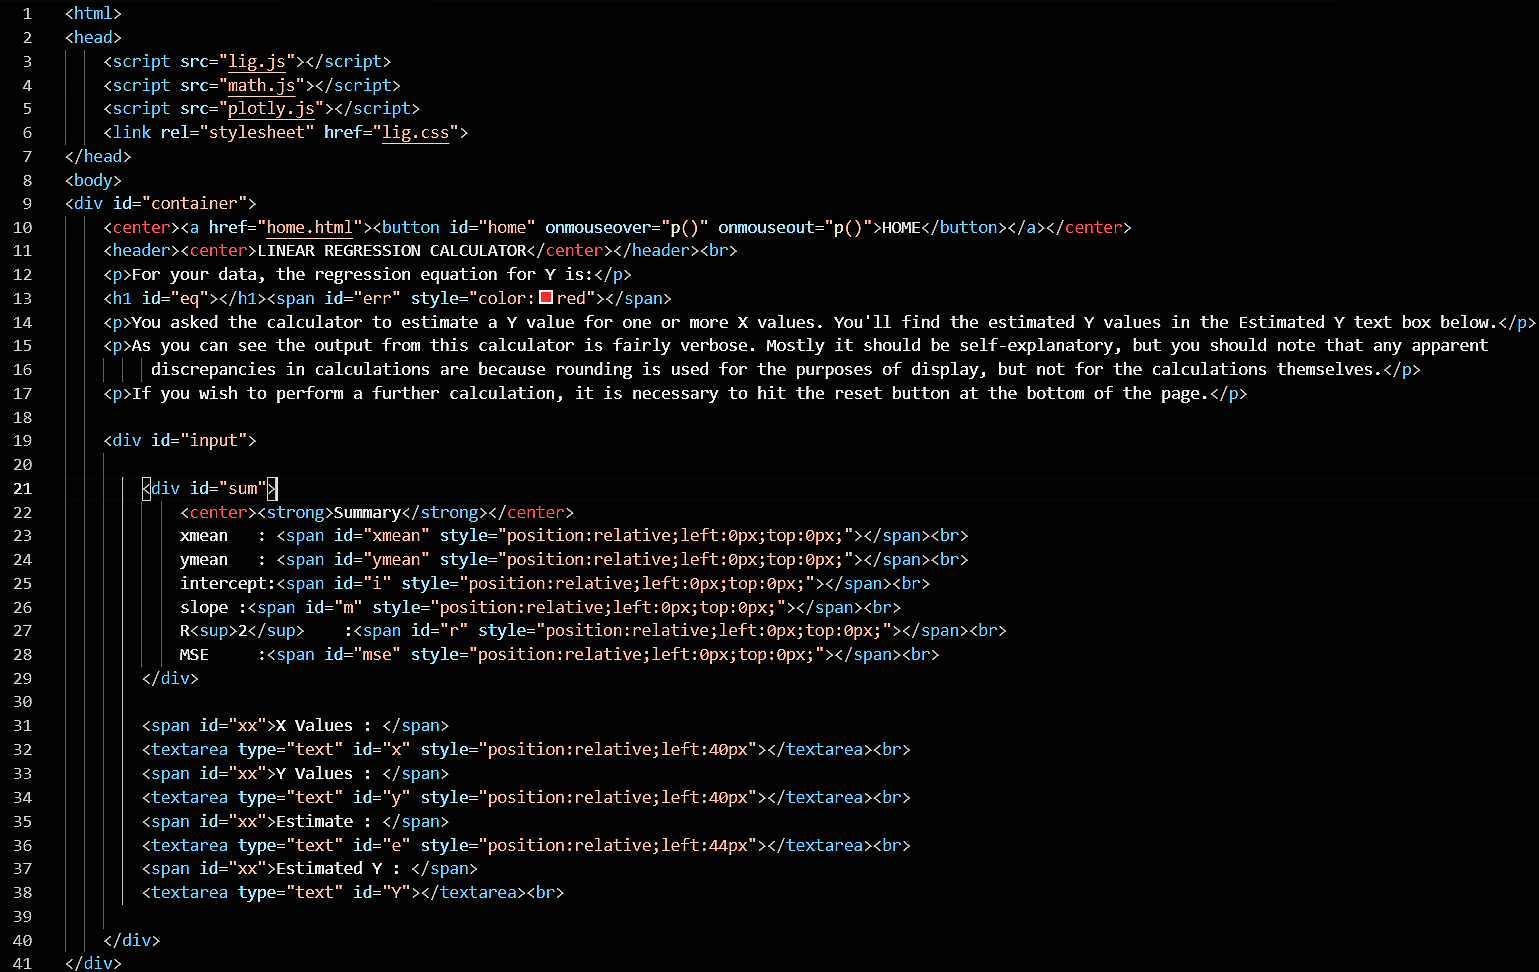 1 <html>
2 <head>
3 <script src="lig.js"></script>
4 <script src="math.js"></script>
5 <script src="plotly.js"></script>
6 <link rel="stylesheet" href="lig.css">
7 </head>
8 <body>
9 <div id="container">
10 <center><a href="home.html"><button id="home" onmouseover="p()" onmouseout="p()">HOME</button></a></center>
11 <header><center>LINEAR REGRESSION CALCULATOR</center></header><br>
12 <p>For your data, the regression equation for Y is:</p>
13 <h1 id="eq"></h1><span id="err" style="color:red"></span>
14 <p>You asked the calculator to estimate a Y value for one or more X values. You'll find the estimated Y values in the Estimated Y text box below.</p>
15 <p>As you can see the output from this calculator is fairly verbose. Mostly it should be self-explanatory, but you should note that any apparent
16 discrepancies in calculations are because rounding is used for the purposes of display, but not for the calculations themselves.</p>
17 <p>If you wish to perform a further calculation, it is necessary to hit the reset button at the bottom of the page.</p>
18
19 <div id="input">
20
21 <div id="sum">
22 <center><strong>Summary</strong></center>
23 xmean   : <span id="xmean" style="position:relative;left:0px;top:0px;"></span><br>
24 ymean   : <span id="ymean" style="position:relative;left:0px;top:0px;"></span><br>
25 intercept:<span id="i" style="position:relative;left:0px;top:0px;"></span><br>
26 slope :<span id="m" style="position:relative;left:0px;top:0px;"></span><br>
27 R<sup>2</sup>    :<span id="r" style="position:relative;left:0px;top:0px;"></span><br>
28 MSE     :<span id="mse" style="position:relative;left:0px;top:0px;"></span><br>
29 </div>
30
31 <span id="xx">X Values : </span>
32 <textarea type="text" id="x" style="position:relative;left:40px"></textarea><br>
33 <span id="xx">Y Values : </span>
34 <textarea type="text" id="y" style="position:relative;left:40px"></textarea><br>
35 <span id="xx">Estimate : </span>
36 <textarea type="text" id="e" style="position:relative;left:44px"></textarea><br>
37 <span id="xx">Estimated Y : </span>
38 <textarea type="text" id="Y"></textarea><br>
39
40 </div>
41 </div>